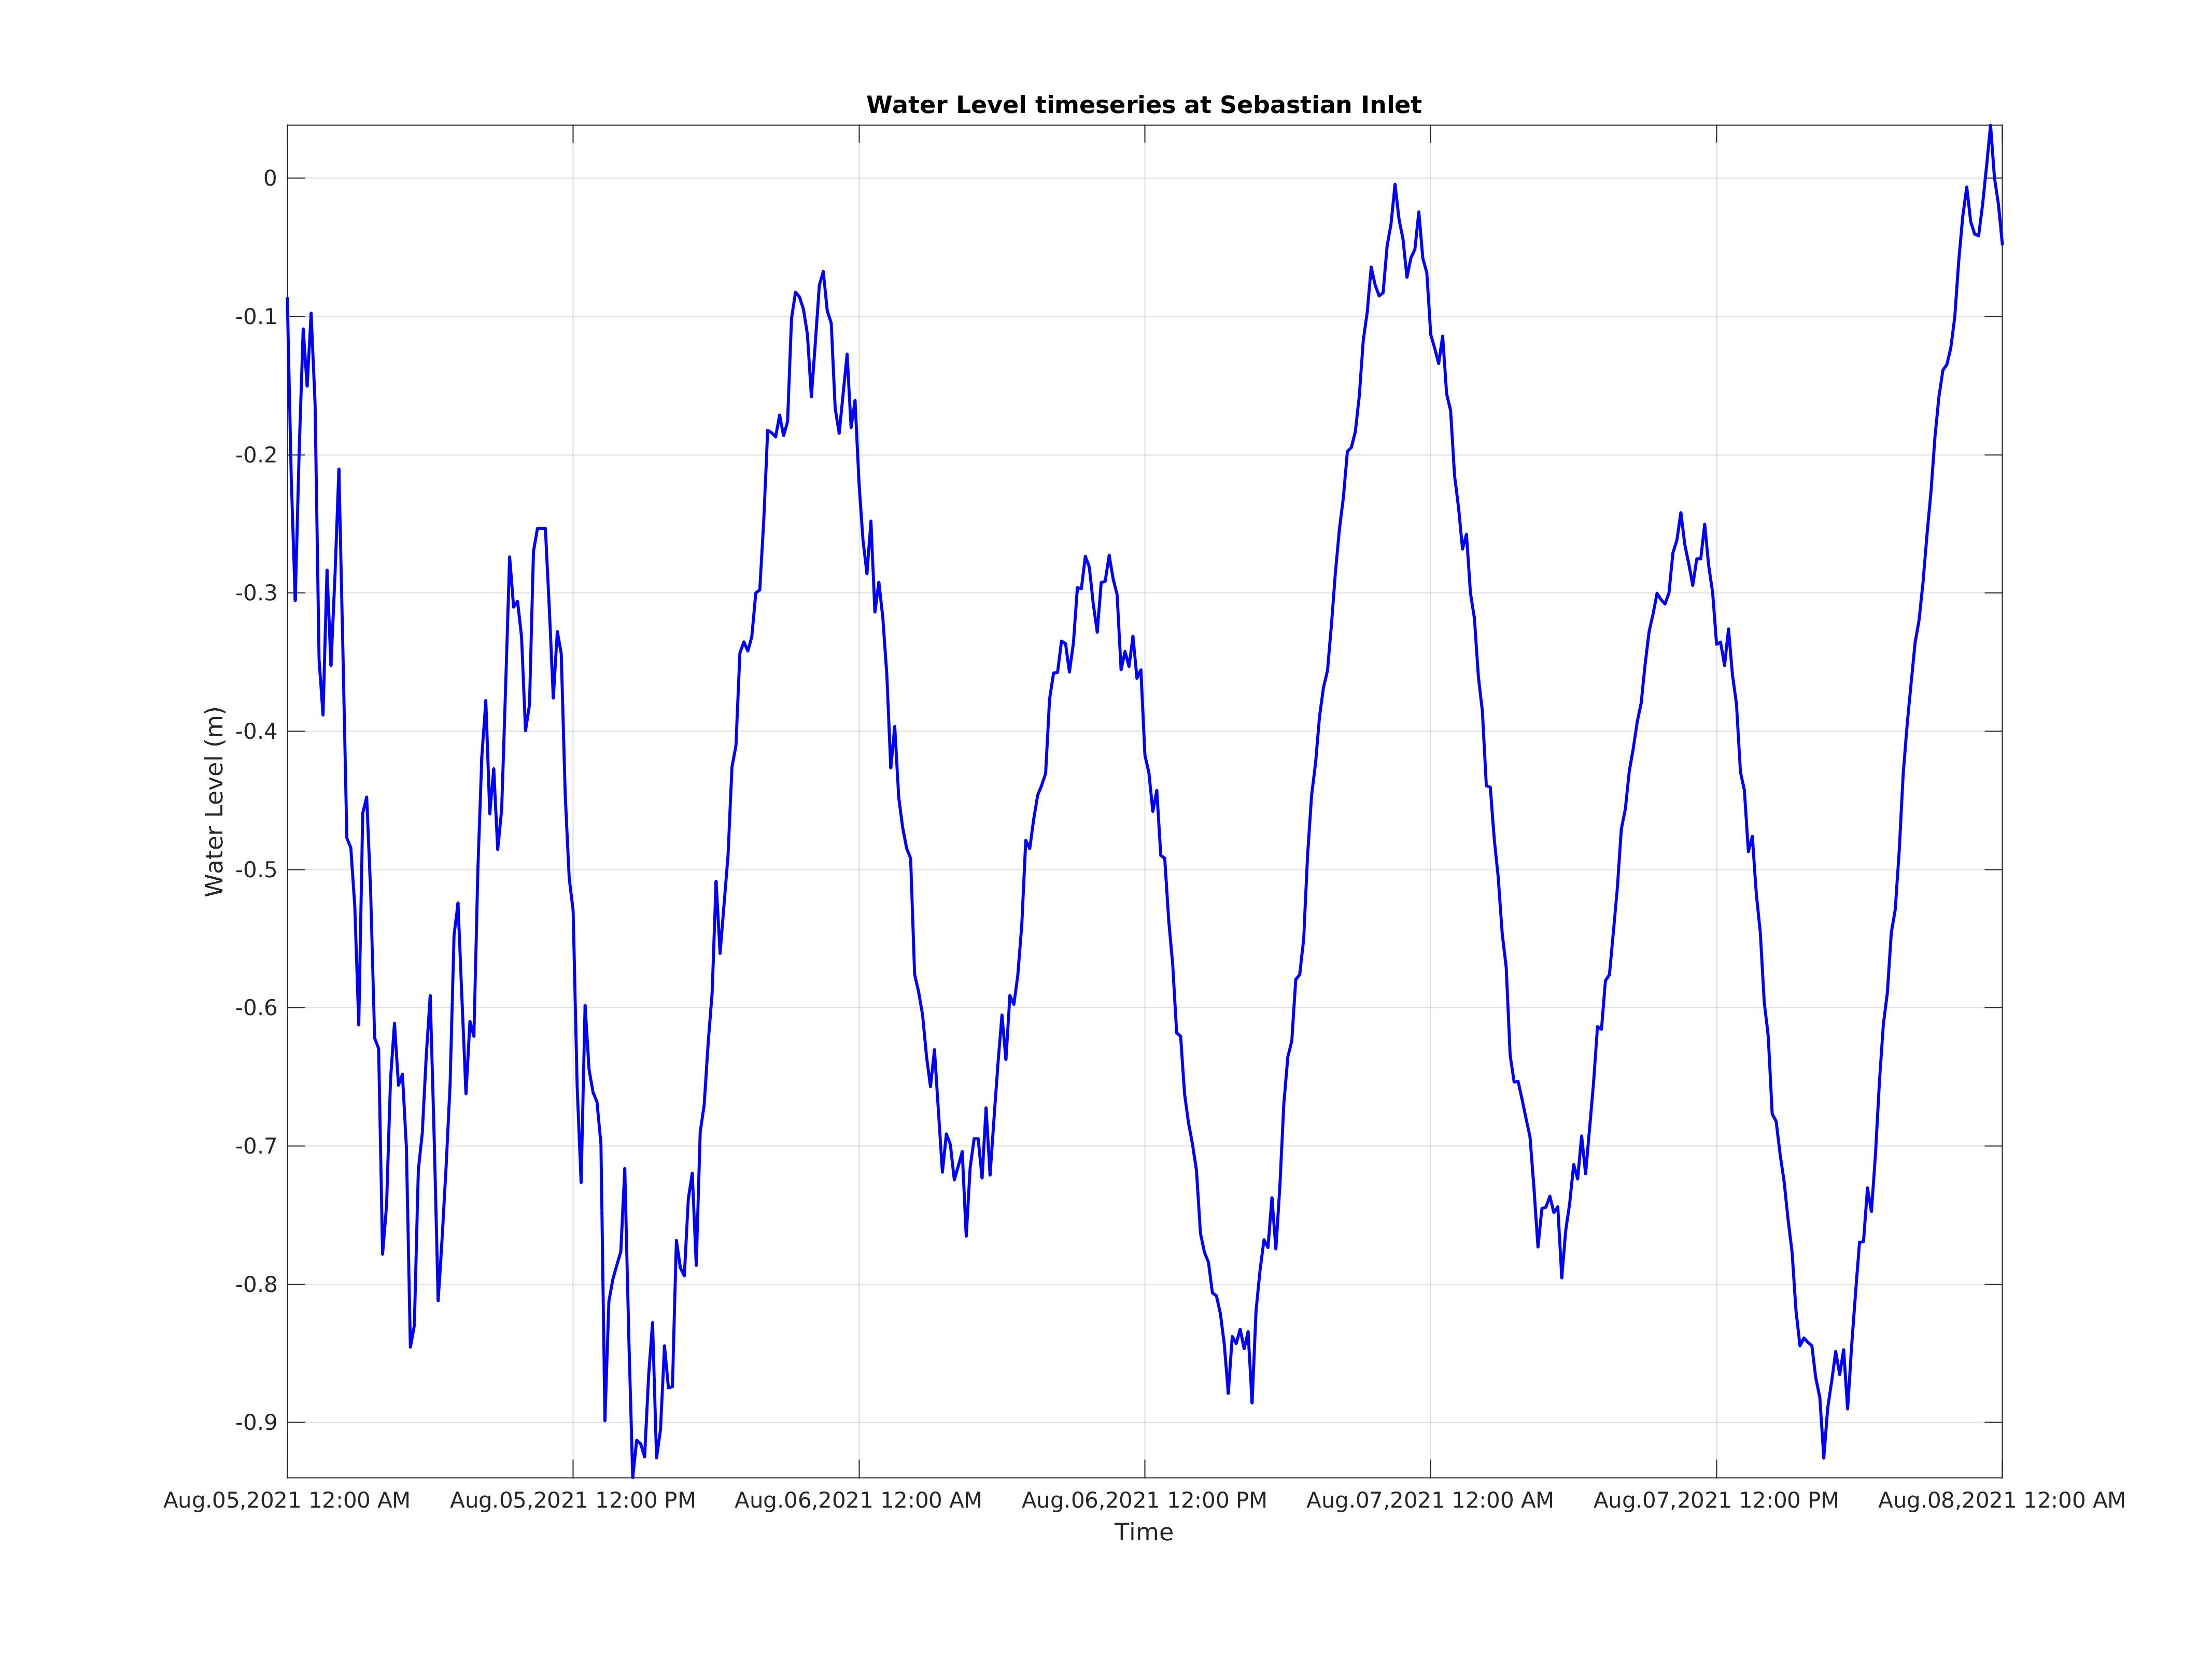 Water Level timeseries at Sebastian Inlet
0
-0.1
-0.2
-0.3
-0.4
-0.5
-0.6
-0.7
-0.8
-0.9
Water Level (m)
Aug.05,2021 12:00 AM Aug.05,2021 12:00 PM Aug.06,2021 12:00 AM Aug.06,2021 12:00 PM Aug.07,2021 12:00 AM Aug.07,2021 12:00 PM Aug.08,2021 12:00 AM
Time